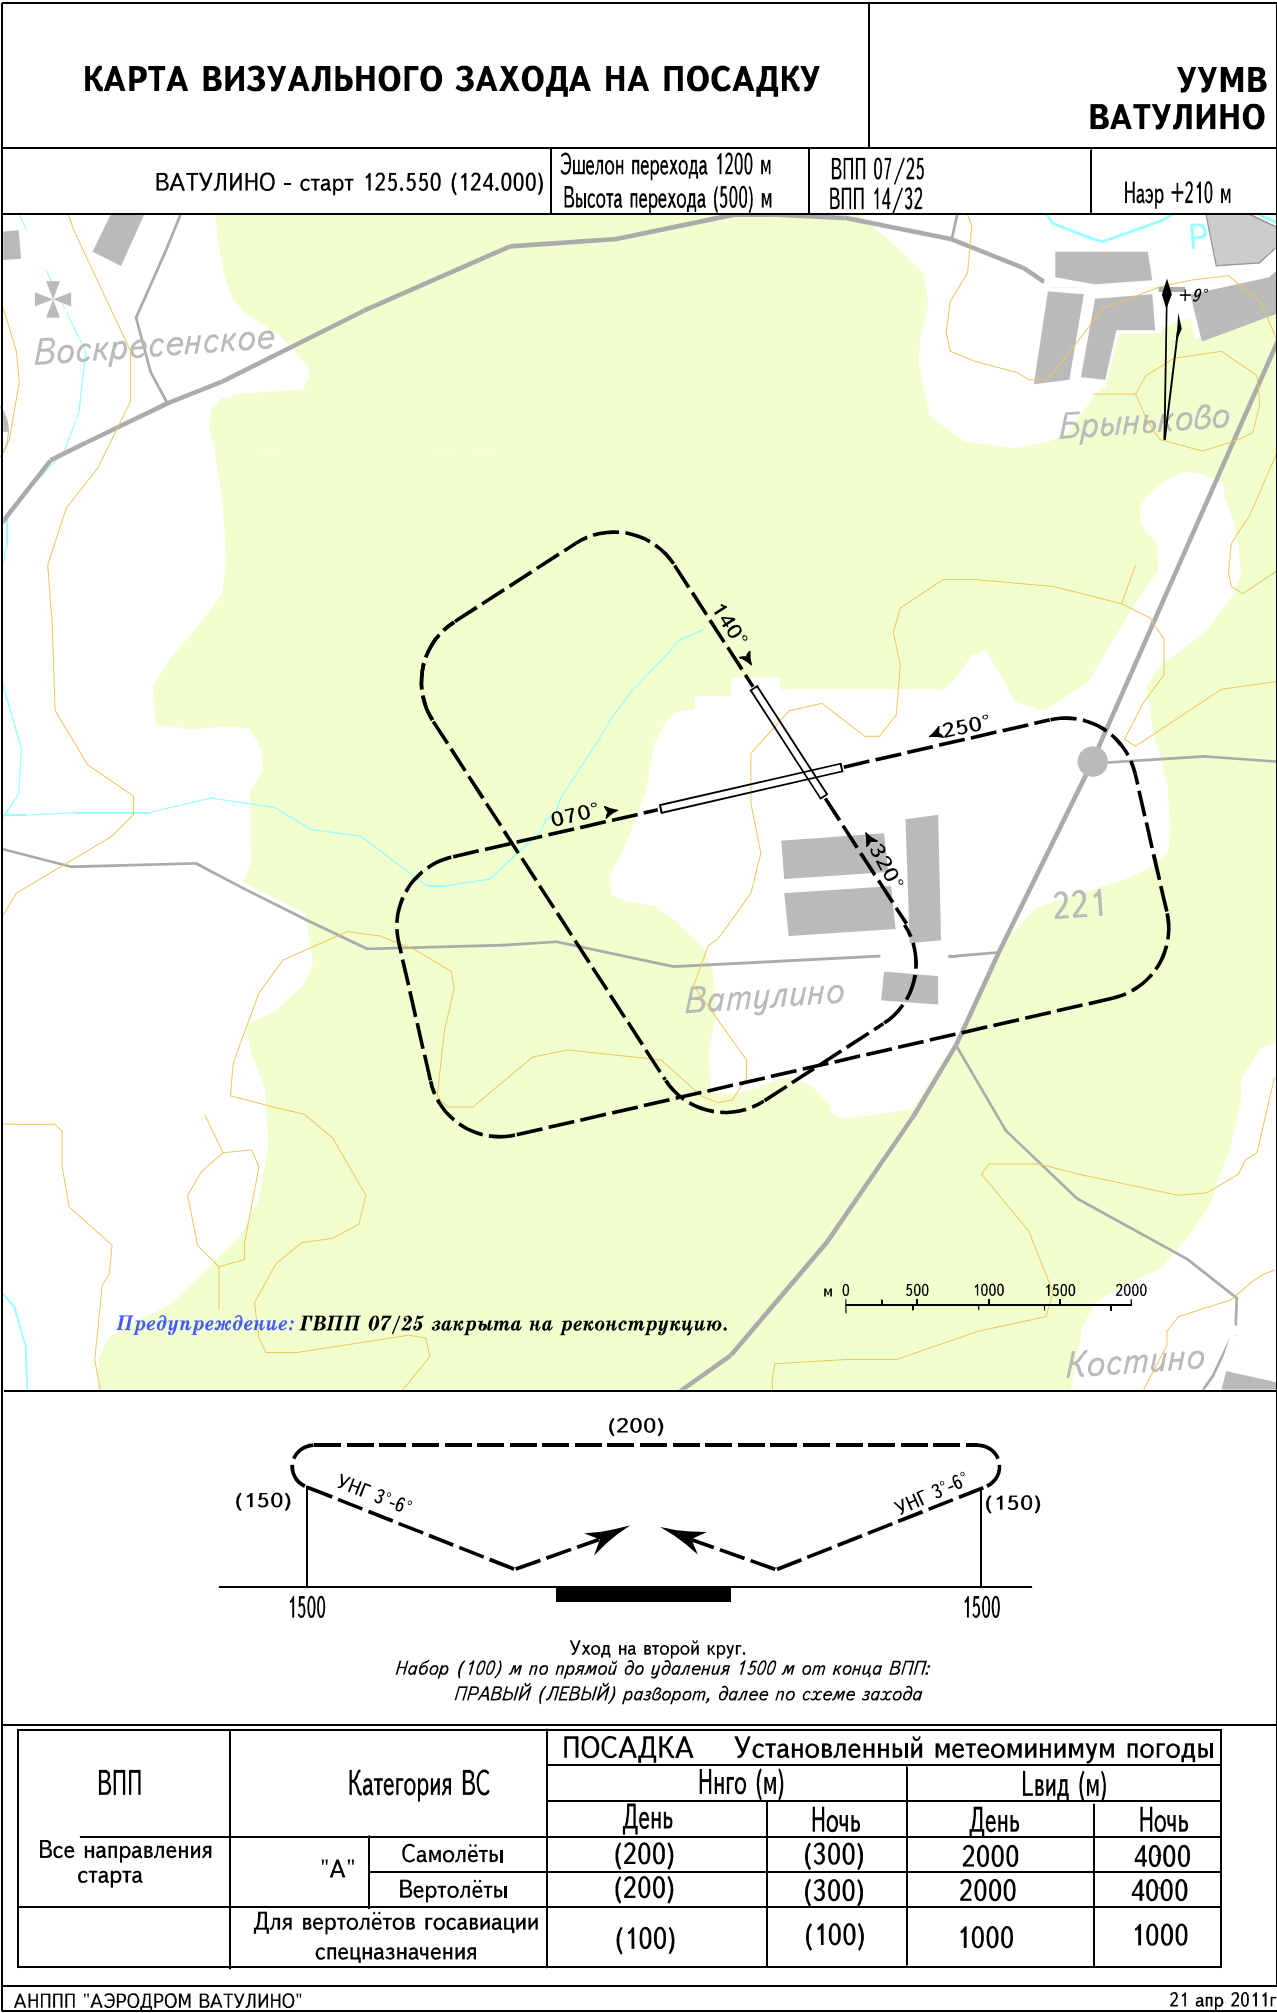 КАРТА ВИЗУАЛЬНОГО ЗАХОДА НА ПОСАДКУ
УУМВ
ВАТУЛИНО
ВАТУЛИНО - старт 125.550 (124.000)
Эшелон перехода 1200 м
Высота перехода (500) м
ВПП 07/25
ВПП 14/32
Наэр +210 м
Р
+9°
Воскресенское
Брыньково
140°
250°
070°
320°
221
Ватулино
м 0 500 1000 1500 2000
Предупреждение: ГВПП 07/25 закрыта на реконструкцию.
Костино
(200)
УНГ 3°-6°
УНГ 3°-6°
(150)
(150)
1500
1500
Уход на второй круг.
Набор (100) м по прямой до удаления 1500 м от конца ВПП:
ПРАВЫЙ (ЛЕВЫЙ) разворот, далее по схеме захода
ВПП
Категория ВС
ПОСАДКА Установленный метеоминимум погоды
Ннго (м)
Lвид (м)
День
Ночь
День
Ночь
Все направления
старта
"А"
Самолёты
(200)
(300)
2000
4000
Вертолёты
(200)
(300)
2000
4000
Для вертолётов госавиации
спецназначения
(100)
(100)
1000
1000
АНППП "АЭРОДРОМ ВАТУЛИНО"
21 апр 2011г